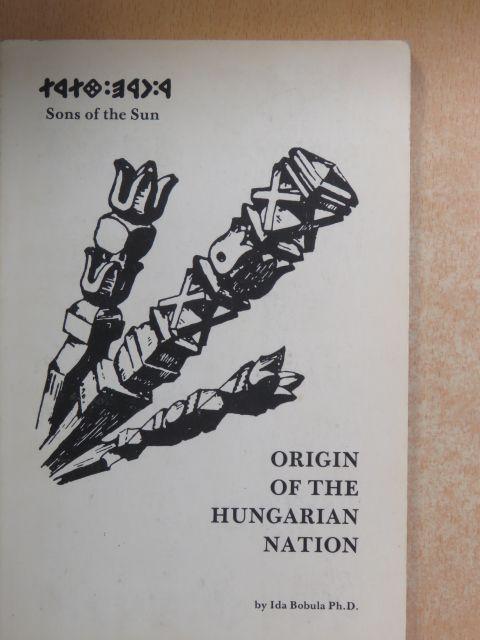 Sons of the Sun
ORIGIN
OF THE
HUNGARIAN
NATION
by Ida Bobula Ph.D.